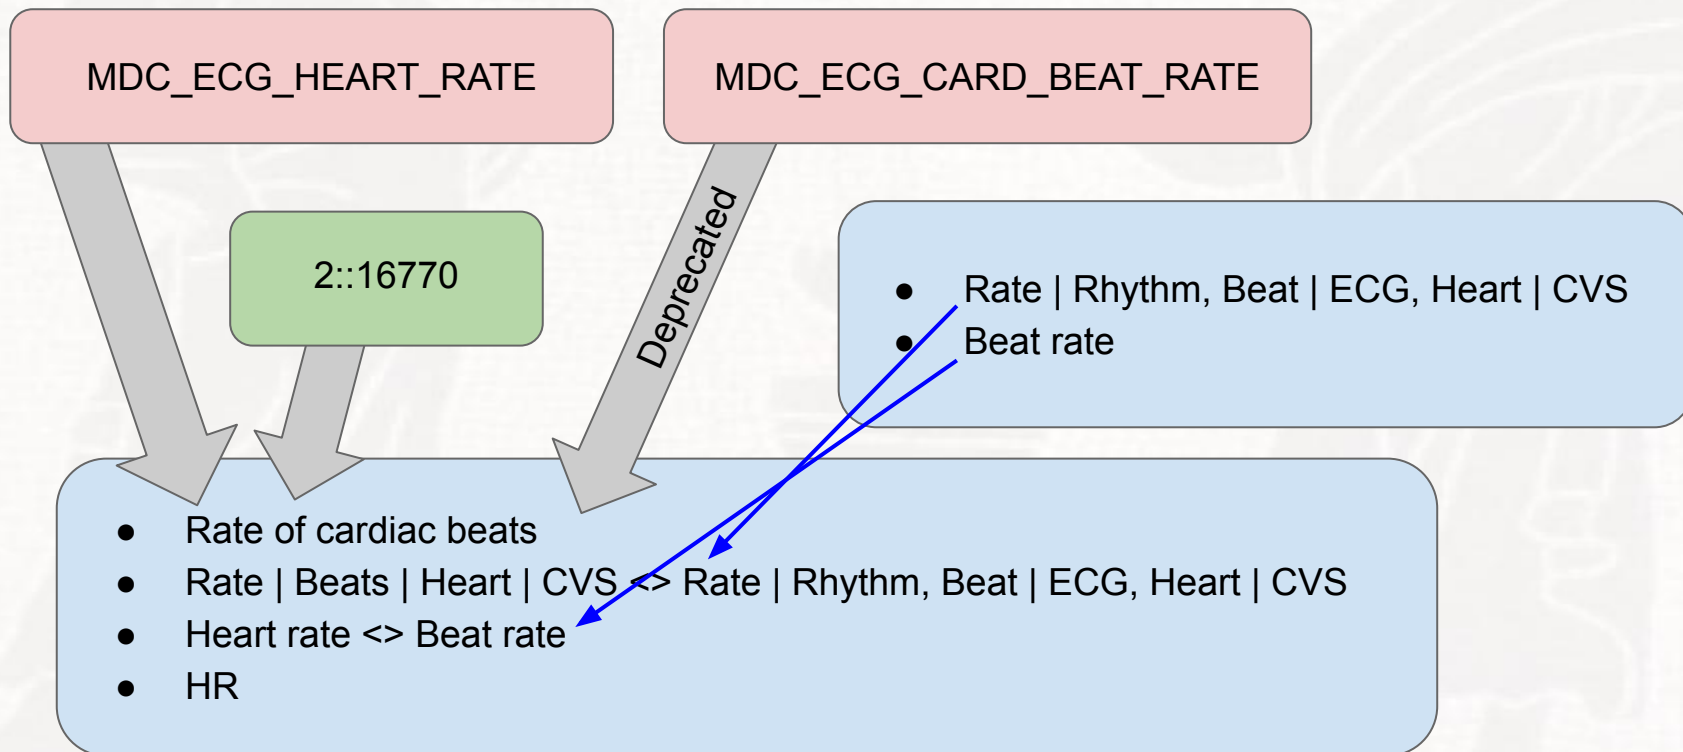 MDC_ECG_HEART_RATE
MDC_ECG_CARD_BEAT_RATE
2::16770
Deprecated
● Rate | Rhythm, Beat | ECG, Heart | CVS
● Beat rate
● Rate of cardiac beats
● Rate | Beats | Heart | CVS <> Rate | Rhythm, Beat | ECG, Heart | CVS
● Heart rate <> Beat rate
● HR